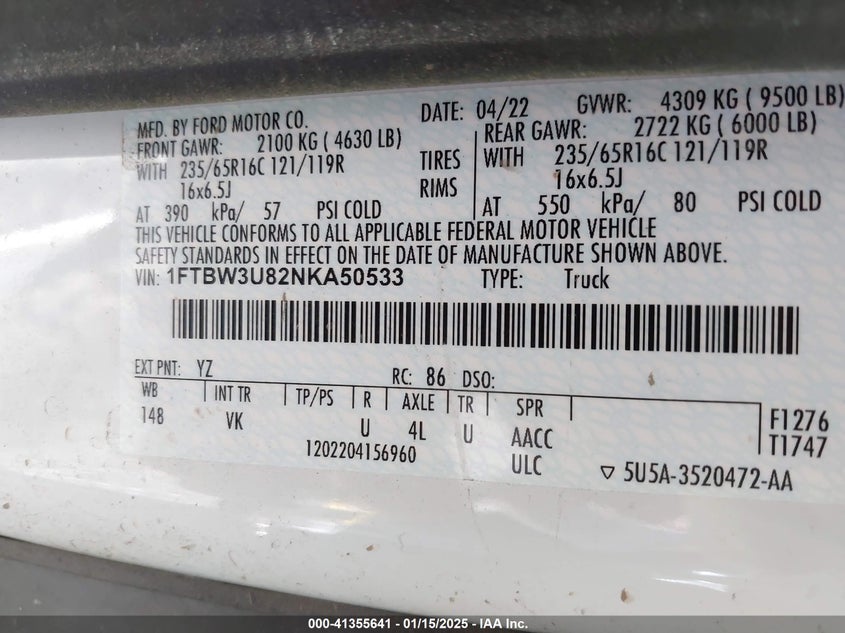 MFD. BY FORD MOTOR CO. DATE: 04/22 GVWR: 4309 KG ( 9500 LB)
FRONT GAWR: 2100 KG ( 4630 LB) REAR GAWR: 2722 KG ( 6000 LB)
WITH 235/65R16C 121/119R TIRES WITH 235/65R16C 121/119R
16x6.5J RIMS 16x6.5J
AT 390 kPa/ 57 PSI COLD AT 550 kPa/ 80 PSI COLD
THIS VEHICLE CONFORMS TO ALL APPLICABLE FEDERAL MOTOR VEHICLE
SAFETY STANDARDS IN EFFECT ON THE DATE OF MANUFACTURE SHOWN ABOVE.
VIN: 1FTBW3U82NKA50533 TYPE: Truck
EXT PNT: YZ RC: 86 DSO:
WB INT TR TP/PS R AXLE TR SPR
148 VK U 4L U AACC
F1276
T1747
1202204156960 ULC ▽ 5U5A-3520472-AA
000-41355641 - 01/15/2025 - IAA Inc.